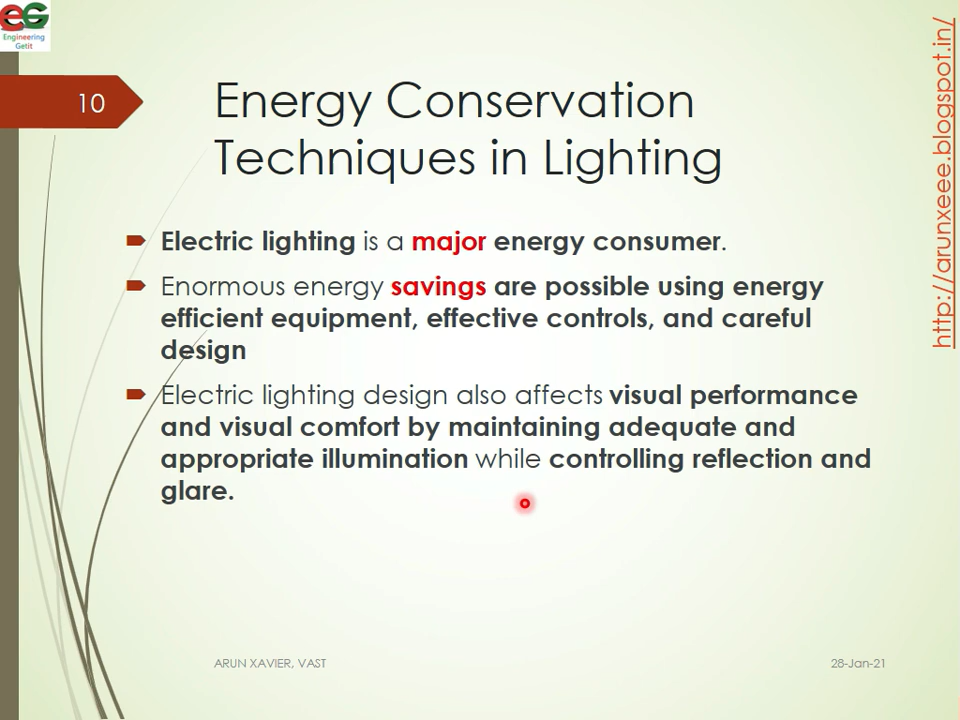 EG
Engineering
Getit
10
Energy Conservation
Techniques in Lighting
http://arunxeee.blogspot.in/
Electric lighting is a major energy consumer.
Enormous energy savings are possible using energy
efficient equipment, effective controls, and careful
design
Electric lighting design also affects visual performance
and visual comfort by maintaining adequate and
appropriate illumination while controlling reflection and
glare.
ARUN XAVIER, VAST
28-Jan-21